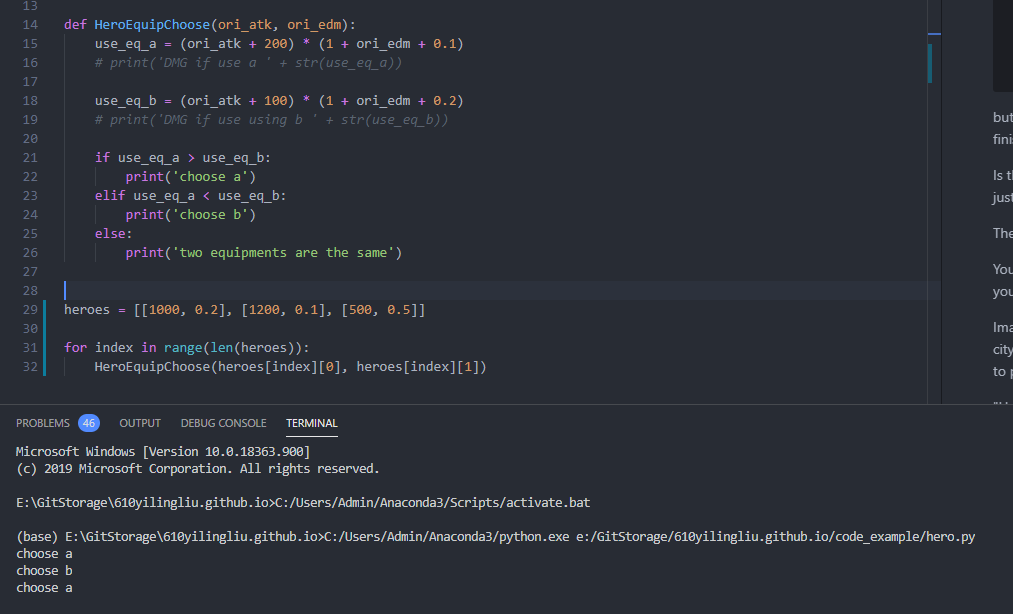 13
14 def HeroEquipChoose(ori_atk, ori_edm):
15 use_eq_a = (ori_atk + 200) * (1 + ori_edm + 0.1)
16 # print('DMG if use a ' + str(use_eq_a))
17
18 use_eq_b = (ori_atk + 100) * (1 + ori_edm + 0.2)
19 # print('DMG if use using b ' + str(use_eq_b))
20
21 if use_eq_a > use_eq_b:
22 print('choose a')
23 elif use_eq_a < use_eq_b:
24 print('choose b')
25 else:
26 print('two equipments are the same')
27
28
29 heroes = [[1000, 0.2], [1200, 0.1], [500, 0.5]]
30
31 for index in range(len(heroes)):
32 HeroEquipChoose(heroes[index][0], heroes[index][1])
PROBLEMS 46 OUTPUT DEBUG CONSOLE TERMINAL
Microsoft Windows [Version 10.0.18363.900]
(c) 2019 Microsoft Corporation. All rights reserved.
E:\GitStorage\610yilingliu.github.io>C:/Users/Admin/Anaconda3/Scripts/activate.bat
(base) E:\GitStorage\610yilingliu.github.io>C:/Users/Admin/Anaconda3/python.exe e:/GitStorage/610yilingliu.github.io/code_example/hero.py
choose a
choose b
choose a
but
fini
Is t
just
The
You
you
Ima
city
to p